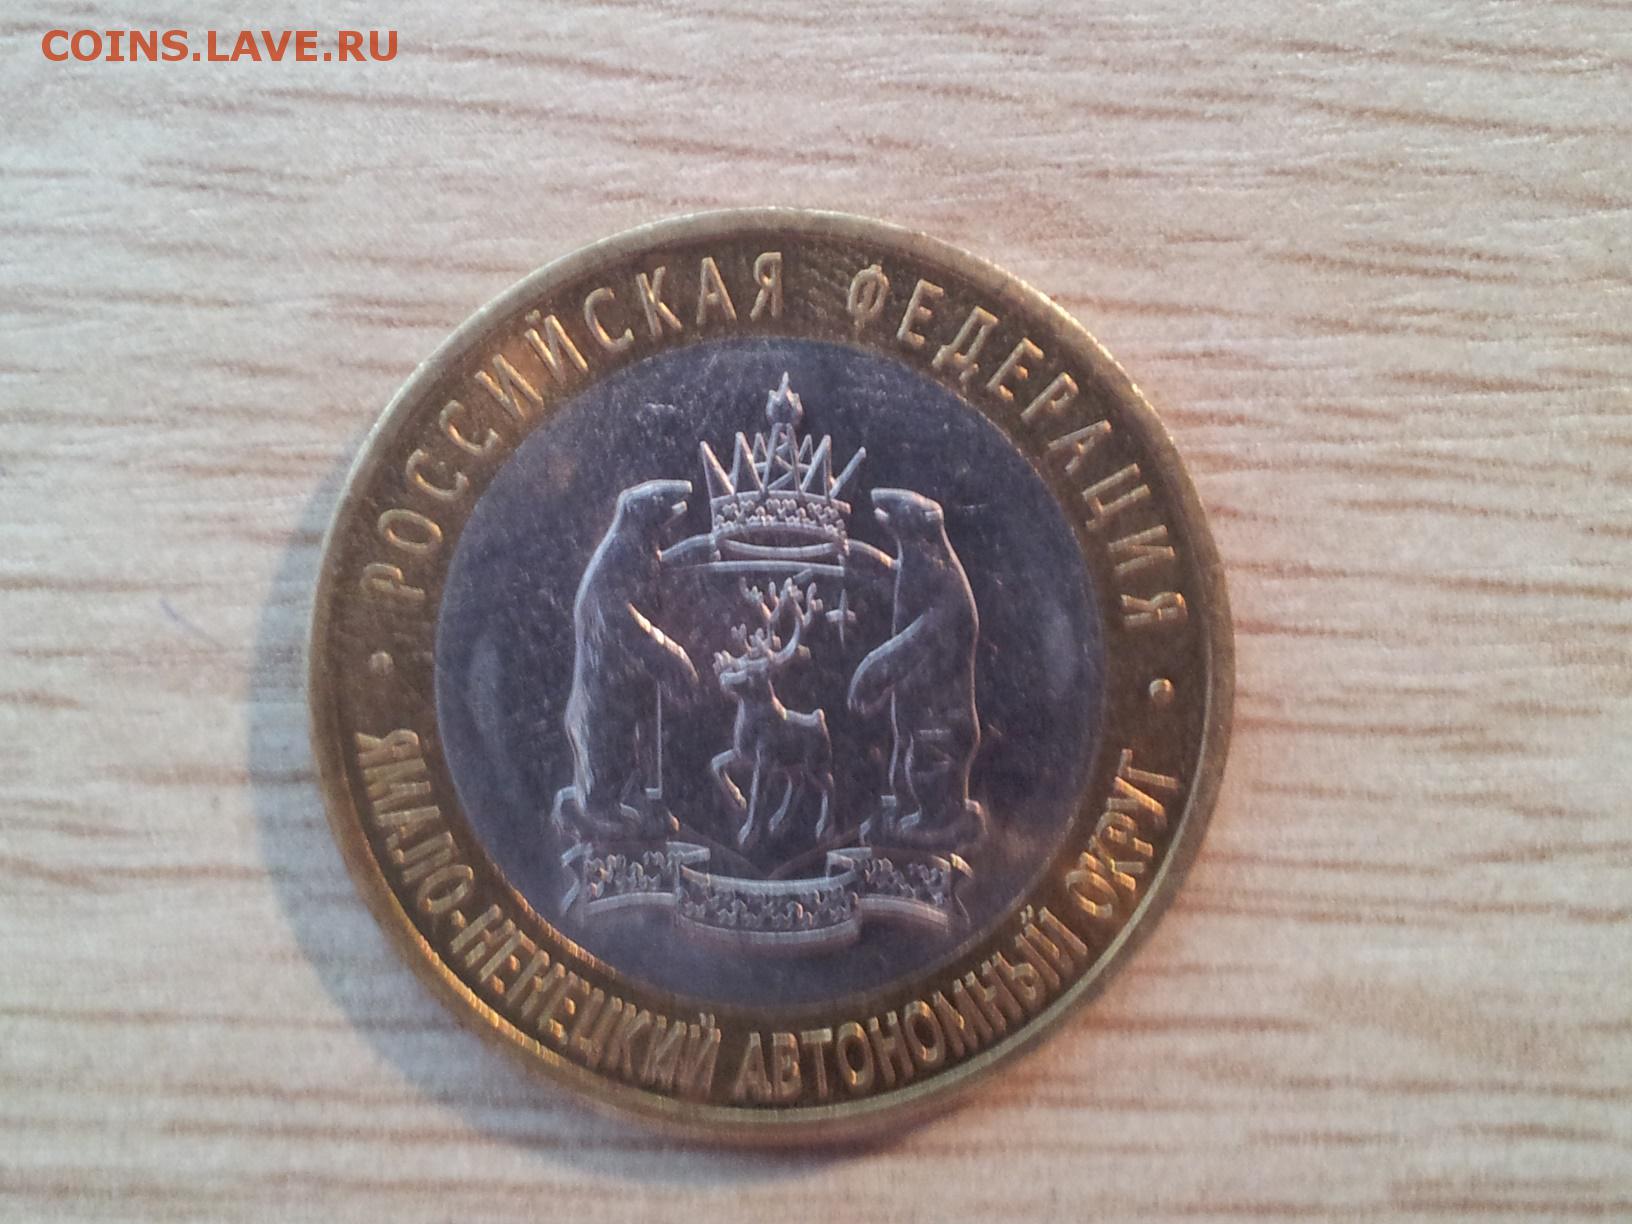 COINS.LAVE.RU
РОССИЙСКАЯ ФЕДЕРАЦИЯ
ЯМАЛО-НЕНЕЦКИЙ АВТОНОМНЫЙ ОКРУГ